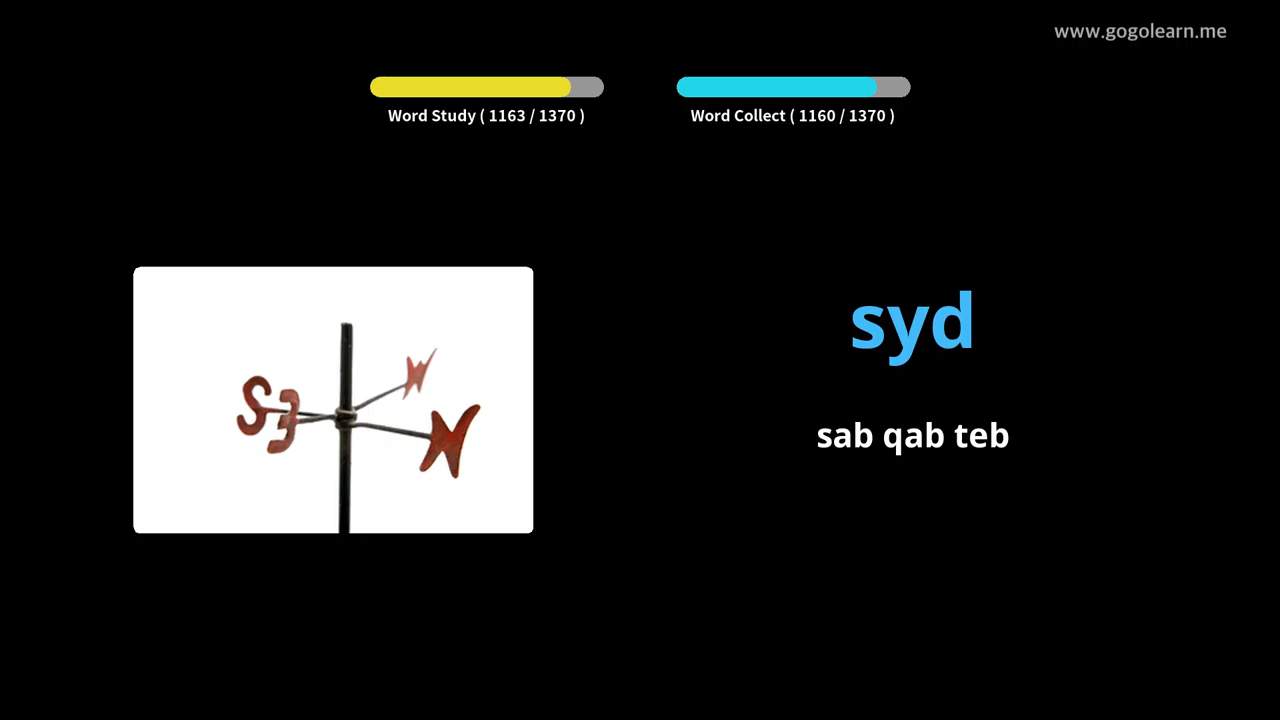 www.gogolearn.me
Word Study ( 1163 / 1370 )
Word Collect ( 1160 / 1370 )
syd
sab qab teb
S
E
N
W